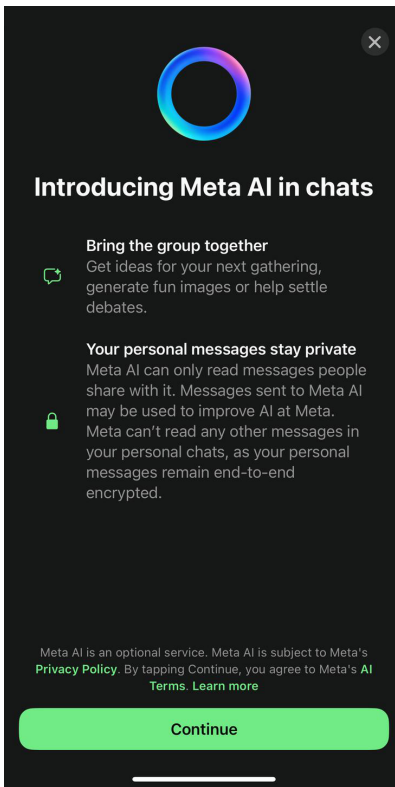 Introducing Meta AI in chats
Bring the group together
Get ideas for your next gathering,
generate fun images or help settle
debates.
Your personal messages stay private
Meta AI can only read messages people
share with it. Messages sent to Meta AI
may be used to improve AI at Meta.
Meta can’t read any other messages in
your personal chats, as your personal
messages remain end-to-end
encrypted.
Meta AI is an optional service. Meta AI is subject to Meta's
Privacy Policy. By tapping Continue, you agree to Meta's AI
Terms. Learn more
Continue